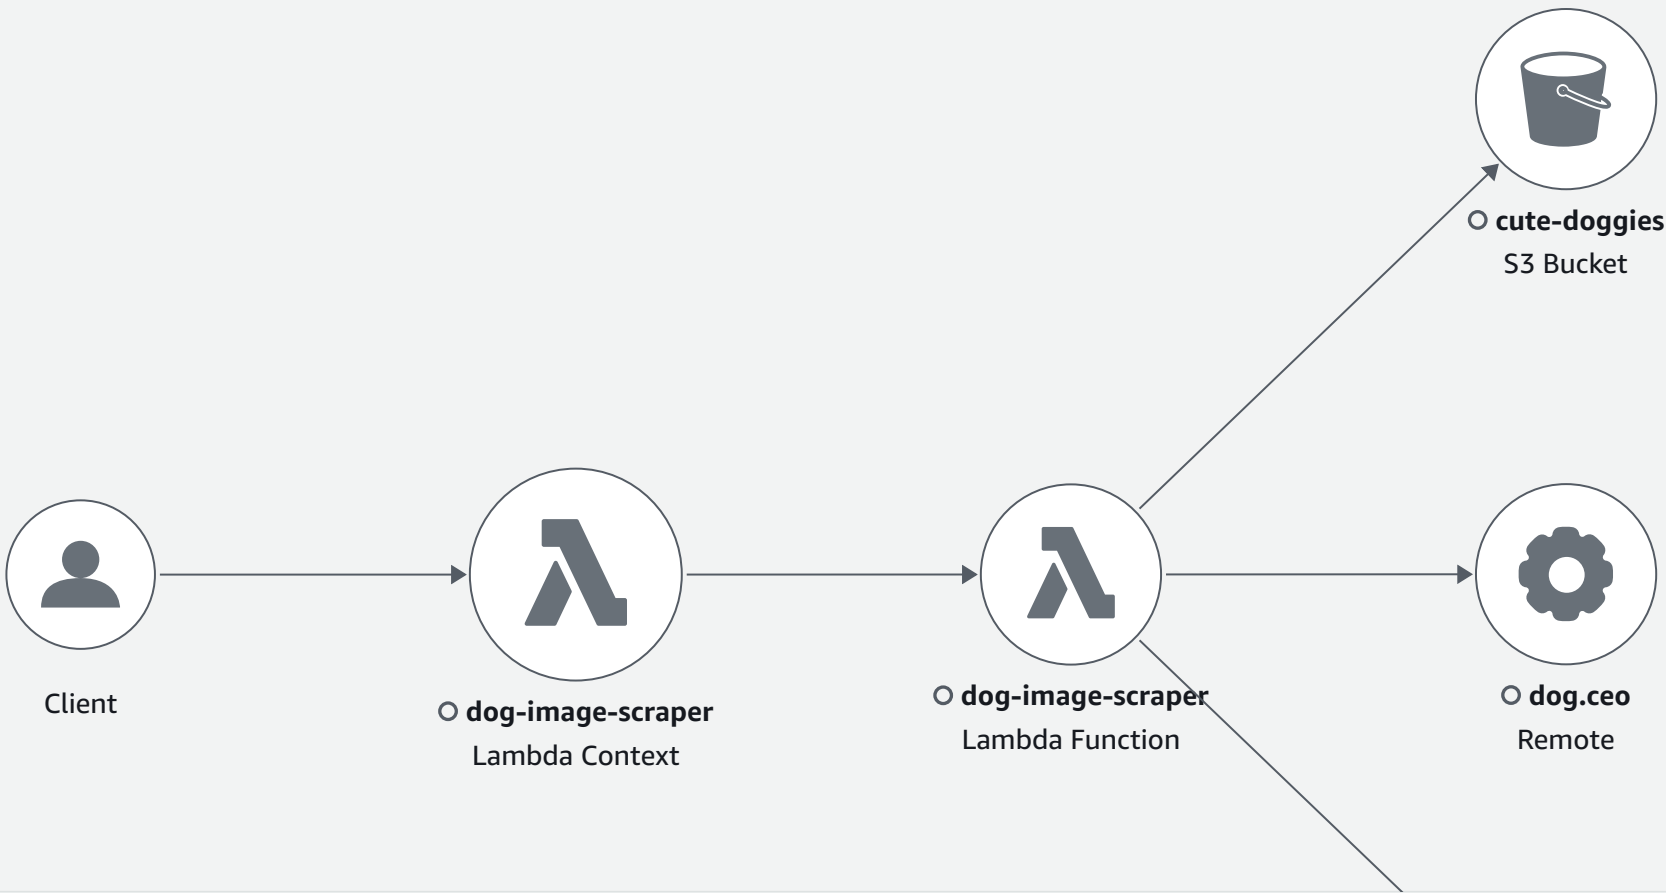 cute-doggies
S3 Bucket
Client
dog-image-scraper
Lambda Context
dog-image-scraper
Lambda Function
dog.ceo
Remote